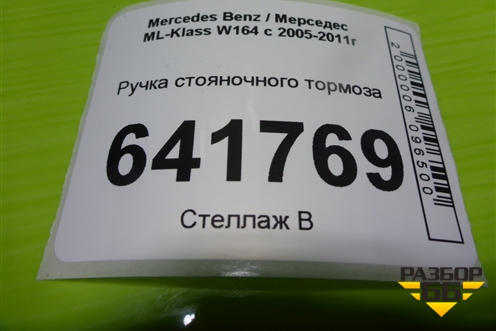 Mercedes Benz / Мерседес
ML-Klass W164 с 2005-2011г
Ручка стояночного тормоза
641769
Стеллаж В
2000006096500
РАЗБОР
66